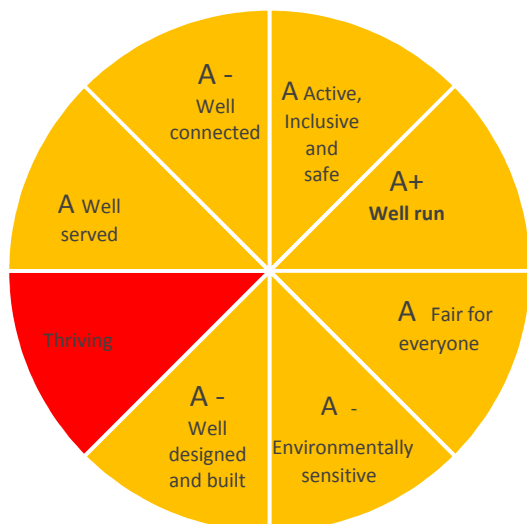 A -
Well
connected
A Active,
Inclusive
and
safe
A+
Well run
A Fair for
everyone
A -
Environmentally
sensitive
A -
Well
designed
and built
Thriving
A Well
served